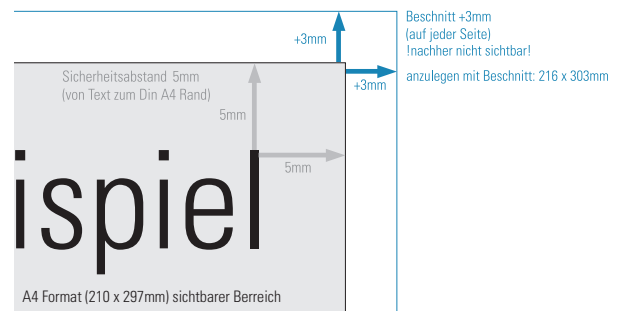 Beschnitt +3mm
(auf jeder Seite)
!nachher nicht sichtbar!
anzulegen mit Beschnitt: 216 x 303mm
+3mm
+3mm
Sicherheitsabstand 5mm
(von Text zum Din A4 Rand)
5mm
5mm
ispiel
A4 Format (210 x 297mm) sichtbarer Berreich